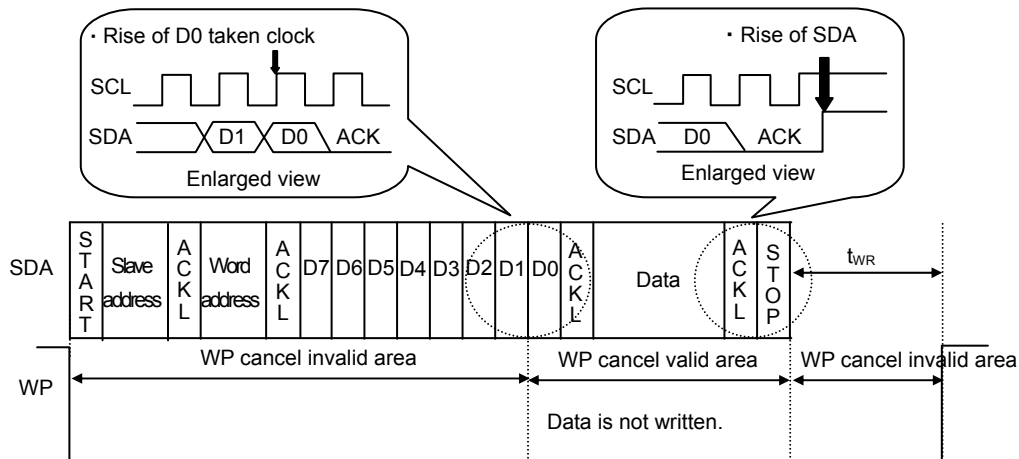 ・Rise of D0 taken clock
SCL
SDA D1 D0 ACK
Enlarged view
・Rise of SDA
SCL
SDA D0 ACK
Enlarged view
SDA START Slave address ACKL Word address ACKL D7 D6 D5 D4 D3 D2 D1 D0 ACKL Data ACKL STOP tWR
WP cancel invalid area WP cancel valid area WP cancel invalid area
WP
Data is not written.